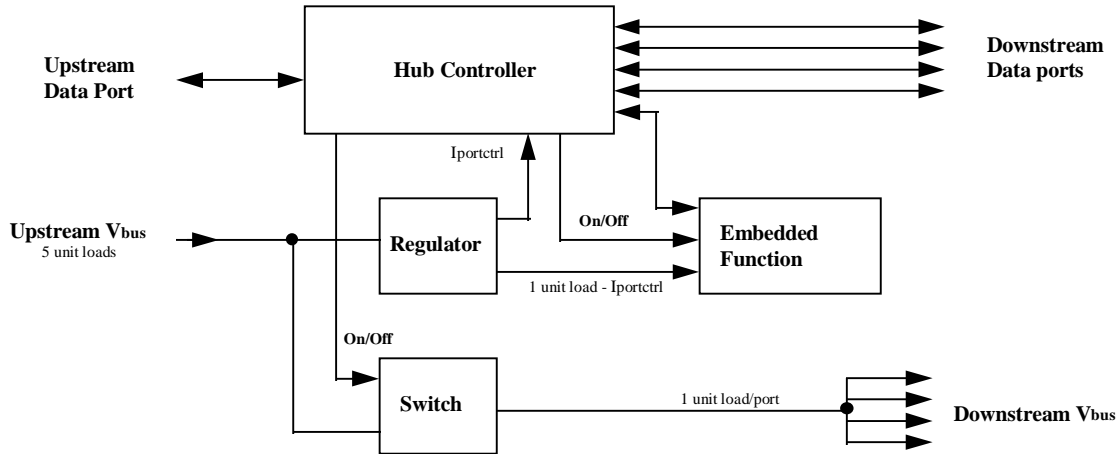 Hub Controller
Upstream
Data Port
Downstream
Data ports
Iportctrl
Upstream Vbus
5 unit loads
Regulator
On/Off
Embedded
Function
1 unit load - Iportctrl
On/Off
Switch
1 unit load/port
Downstream Vbus